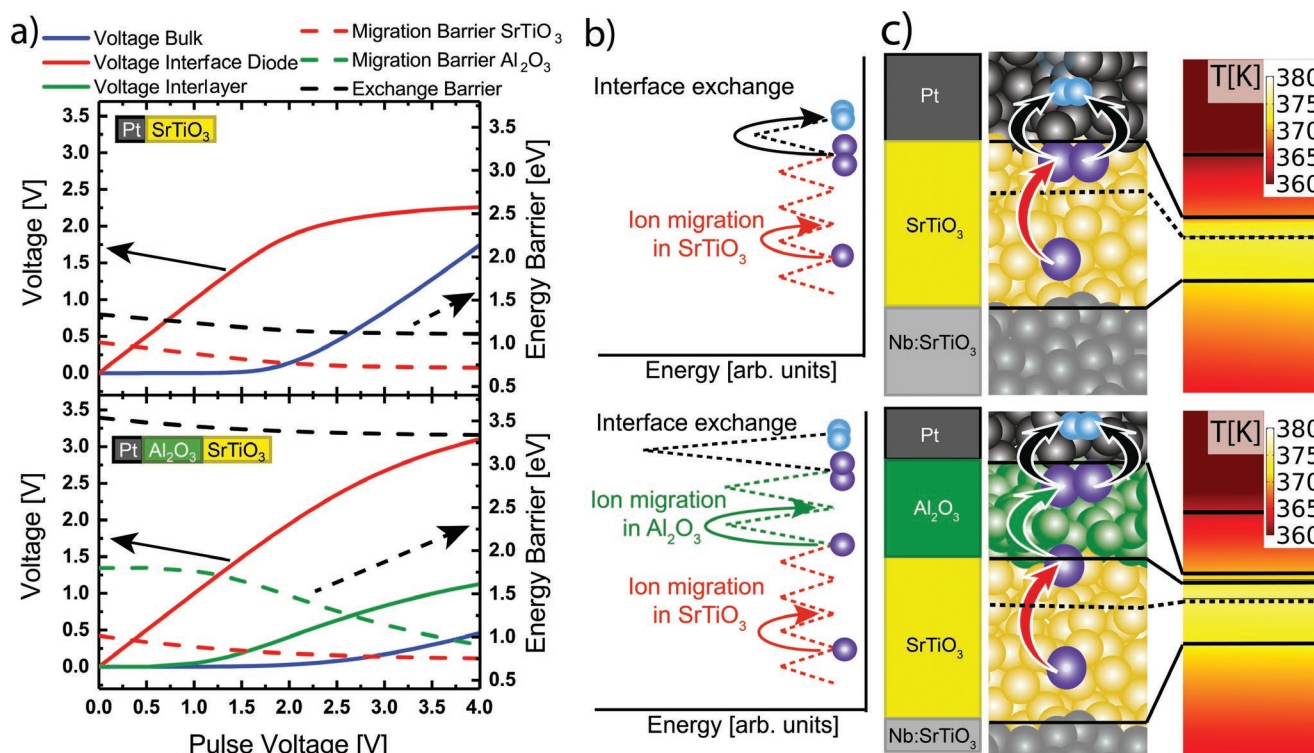 a)
Voltage Bulk
Voltage Interface Diode
Voltage Interlayer
Migration Barrier SrTiO₃
Migration Barrier Al₂O₃
Exchange Barrier
Pt SrTiO₃
Voltage [V]
3.5
3.0
2.5
2.0
1.5
1.0
0.5
0.0
Energy Barrier [eV]
3.5
3.0
2.5
2.0
1.5
1.0
0.5
Pt Al₂O₃ SrTiO₃
Voltage [V]
3.5
3.0
2.5
2.0
1.5
1.0
0.5
0.0
Energy Barrier [eV]
3.5
3.0
2.5
2.0
1.5
1.0
0.5
0.0 0.5 1.0 1.5 2.0 2.5 3.0 3.5 4.0
Pulse Voltage [V]
b)
Interface exchange
Ion migration
in SrTiO₃
Energy [arb. units]
Interface exchange
Ion migration
in Al₂O₃
Ion migration
in SrTiO₃
Energy [arb. units]
c)
Pt
SrTiO₃
Nb:SrTiO₃
T[K]
380
375
370
365
360
Pt
Al₂O₃
SrTiO₃
Nb:SrTiO₃
T[K]
380
375
370
365
360